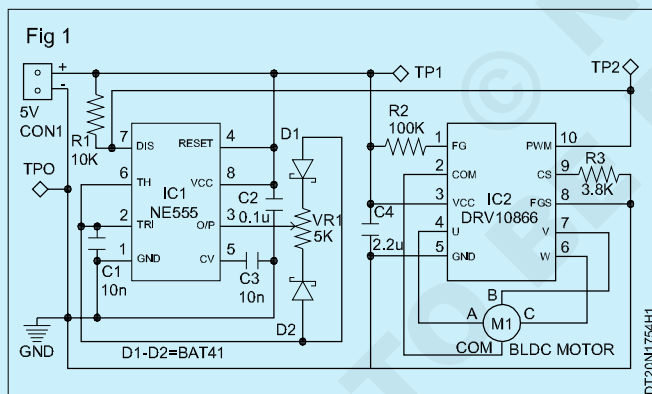 Fig 1
+
-
5V
CON1
TPO
GND
R1
10K
7 DIS
6 TH
2 TRI
1 GND
IC1
NE555
RESET 4
VCC 8
O/P 3
CV 5
C1
10n
C2
0.1u
C3
10n
D1
VR1
5K
D2
D1-D2=BAT41
TP1
TP2
R2
100K
C4
2.2u
1 FG
2 COM
3 VCC
4 U
5 GND
IC2
DRV10866
PWM 10
CS 9
FGS 8
V 7
W 6
R3
3.8K
B
A
M1
C
COM
BLDC MOTOR
DT20N1754H1
© N
TO BE